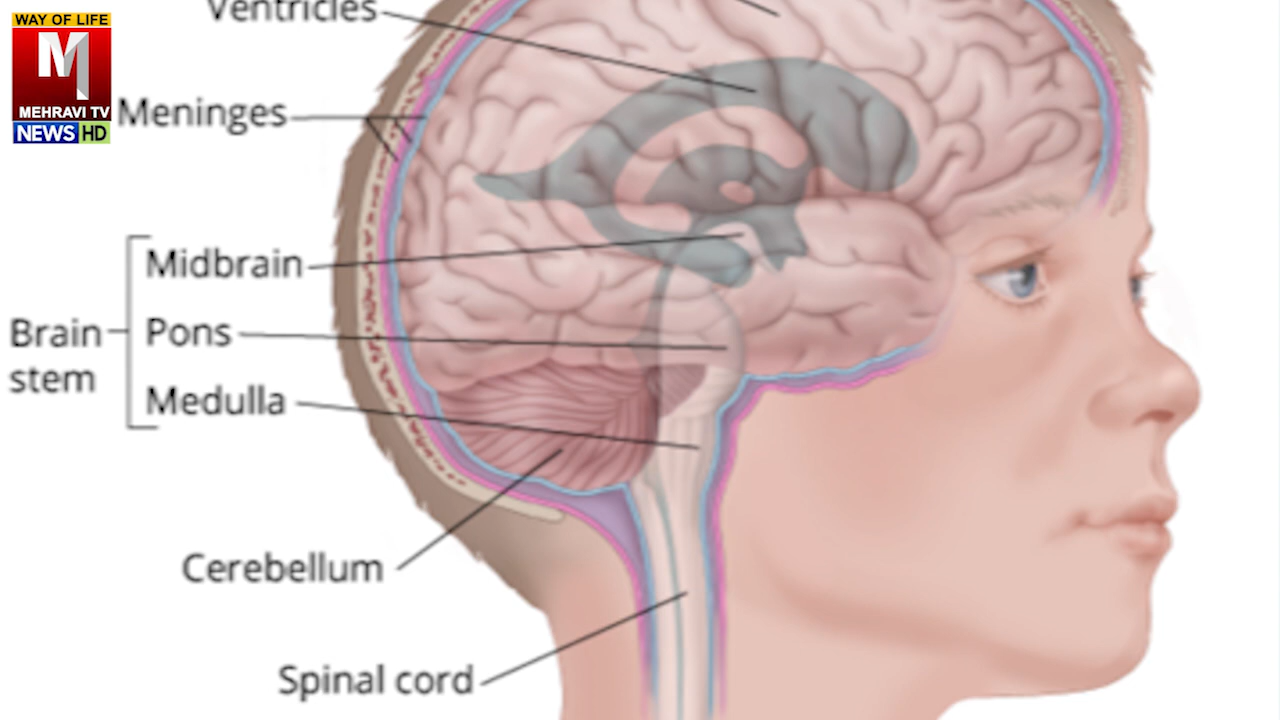 WAY OF LIFE
M
MEHRAVI TV
NEWS HD
Ventricles
Meninges
Midbrain
Brain
stem
Pons
Medulla
Cerebellum
Spinal cord